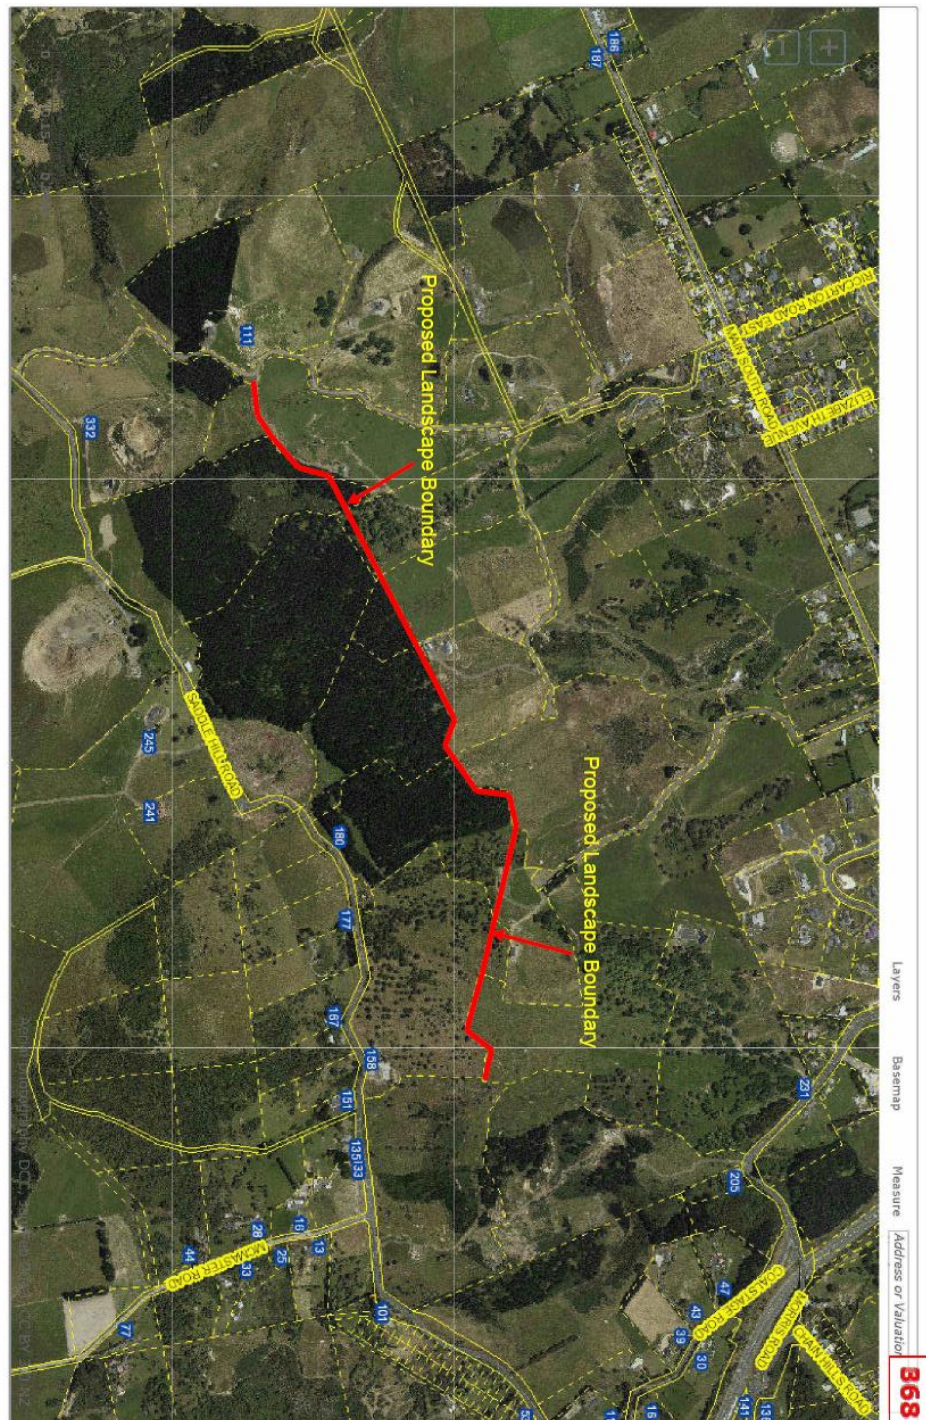 Layers Basemap Measure Address or Valuation
368
+
−
186
187
RICCARTON ROAD EAST
MAIN SOUTH ROAD
ELIZABETH AVENUE
231
205
CHAIN HILLS ROAD
MORRIS ROAD
COALSTAGE ROAD
47
43
39
30
141
16
Proposed Landscape Boundary
Proposed Landscape Boundary
111
332
SADDLE HILL ROAD
245
241
180
177
167
158
151
135
133
101
MCMASTER ROAD
16
13
28
25
33
44
77